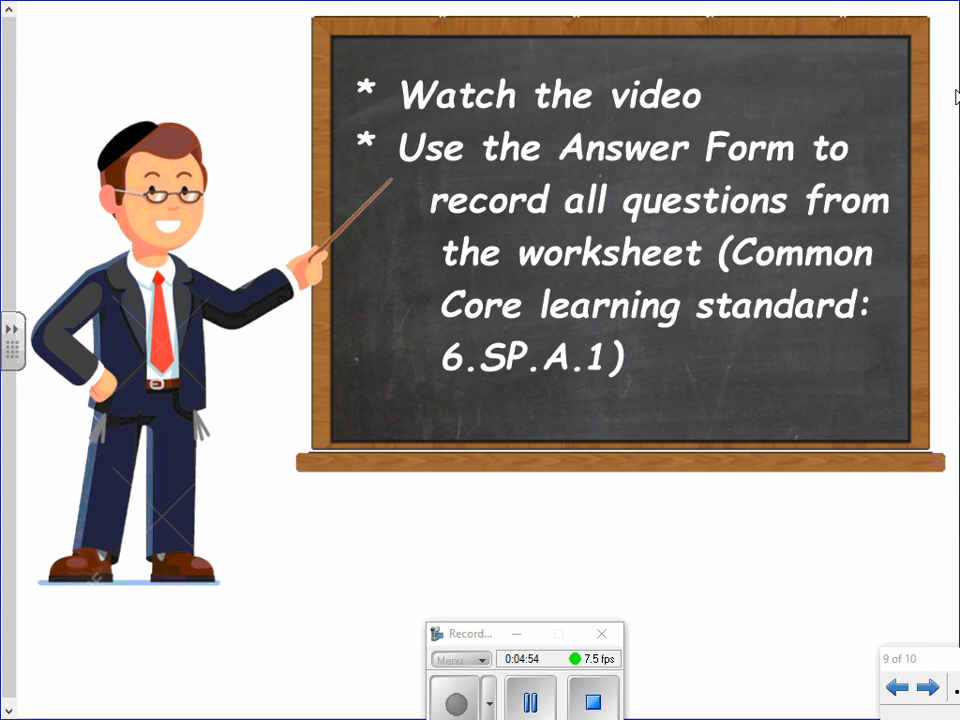 * Watch the video
* Use the Answer Form to
record all questions from
the worksheet (Common
Core learning standard:
6.SP.A.1)
Record...
Menu
0:04:54
7.5 fps
9 of 10